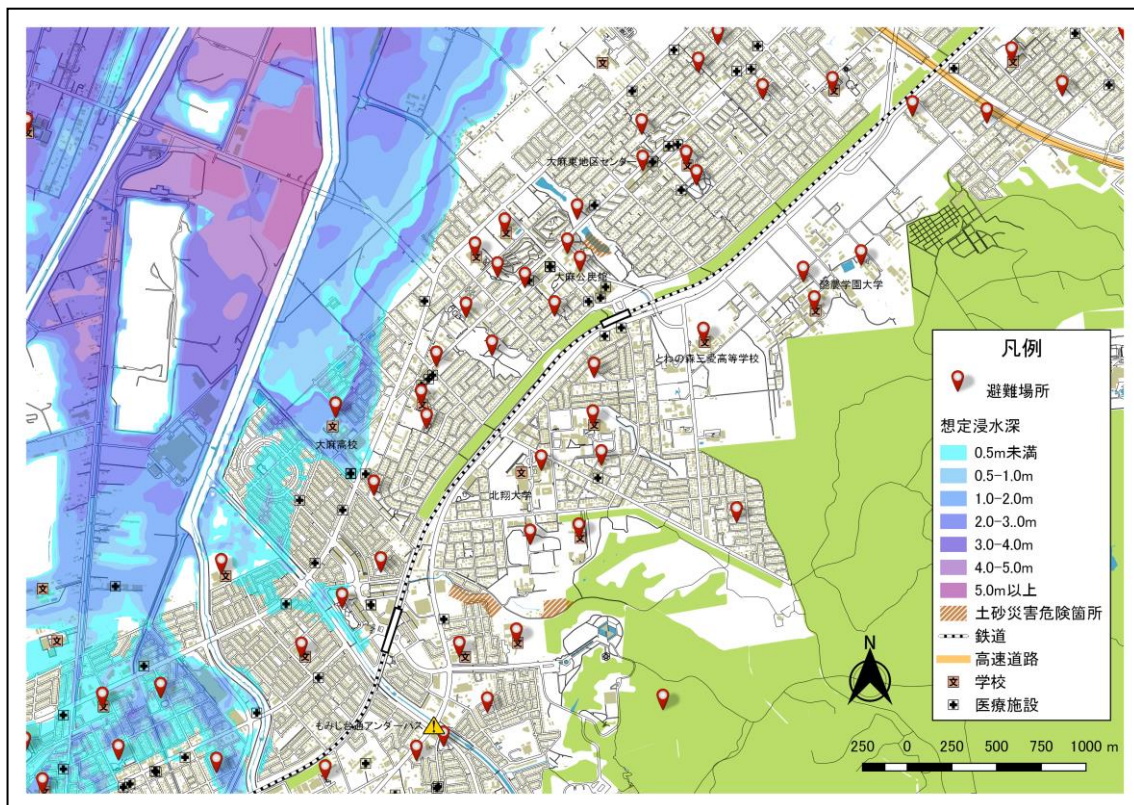 大麻東地区センター
大麻公民館
酪農学園大学
とわの森三愛高等学校
大麻高校
北翔大学
もみじ台通アンダーパス
凡例
避難場所
想定浸水深
0.5m未満
0.5-1.0m
1.0-2.0m
2.0-3..0m
3.0-4.0m
4.0-5.0m
5.0m以上
土砂災害危険箇所
鉄道
高速道路
文 学校
医療施設
N
250 0 250 500 750 1000 m